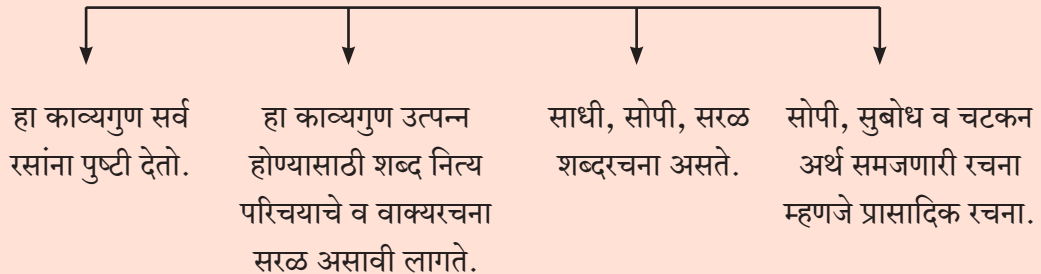 हा काव्यगुण सर्व
रसांना पुष्टी देतो.
हा काव्यगुण उत्पन्न
होण्यासाठी शब्द नित्य
परिचयाचे व वाक्यरचना
सरळ असावी लागते.
साधी, सोपी, सरळ
शब्दरचना असते.
सोपी, सुबोध व चटकन
अर्थ समजणारी रचना
म्हणजे प्रासादिक रचना.